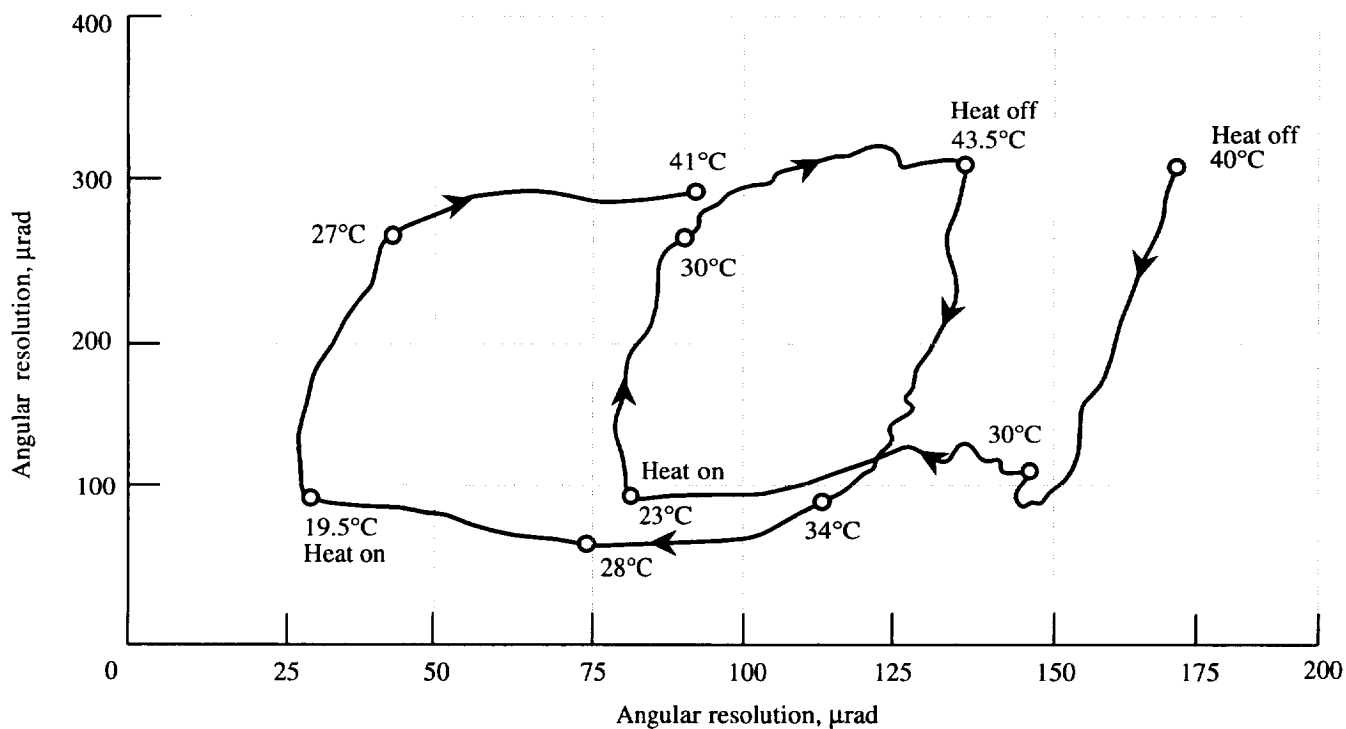 400
300
200
100
0
Angular resolution, μrad
Heat off
43.5°C
Heat off
40°C
41°C
27°C
30°C
30°C
Heat on
23°C
34°C
19.5°C
Heat on
28°C
25
50
75
100
125
150
175
200
Angular resolution, μrad